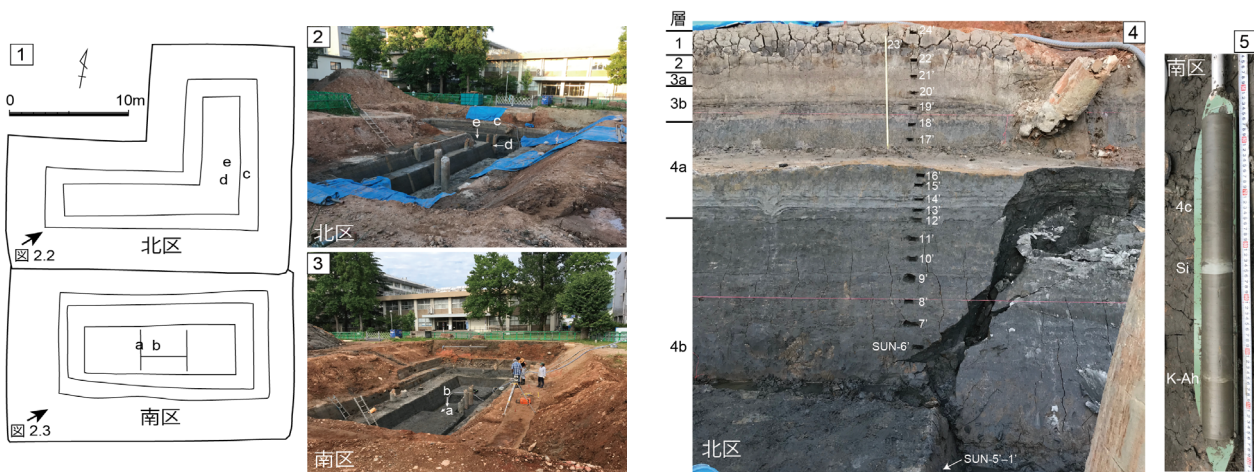 1
0
10m
e
d
c
図2.2
北区
a
b
図2.3
南区
2
e
c
d
北区
3
b
a
南区
層
1
2
3a
3b
4a
4b
4
24'
23'
22'
21'
20'
19'
18'
17'
16'
15'
14'
13'
12'
11'
10'
9'
8'
7'
SUN-6'
SUN-5'–1'
北区
5
南区
4c
Si
K-Ah